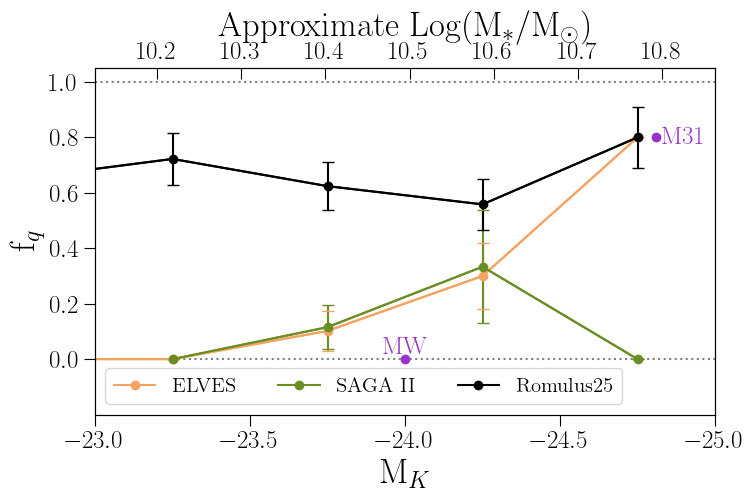 Approximate Log(M*/M⊙)
10.2 10.3 10.4 10.5 10.6 10.7 10.8
1.0
0.8
0.6
0.4
0.2
0.0
f_q
M31
MW
ELVES SAGA II Romulus25
−23.0 −23.5 −24.0 −24.5 −25.0
M_K